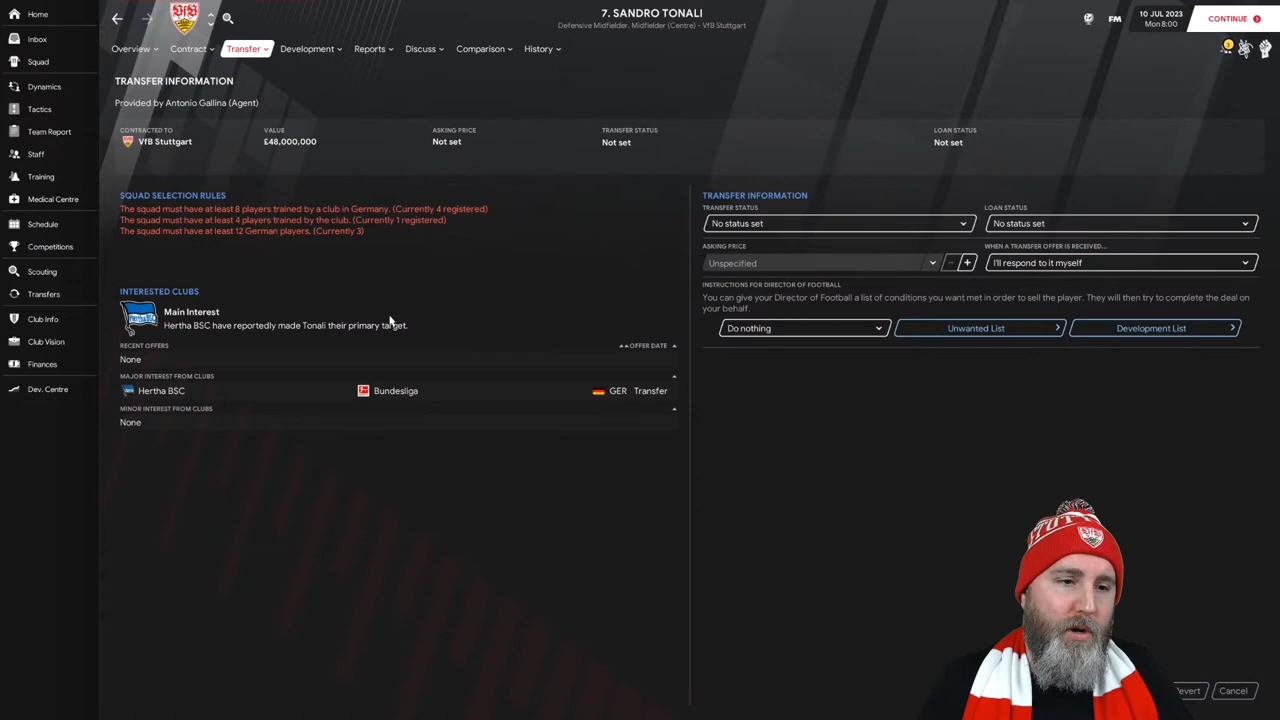 Home
Inbox
Squad
Dynamics
Tactics
Team Report
Staff
Training
Medical Centre
Schedule
Competitions
Scouting
Transfers
Club Info
Club Vision
Finances
Dev. Centre
7. SANDRO TONALI
Defensive Midfielder, Midfielder (Centre) - VfB Stuttgart
FM
10 JUL 2023
Mon 8:00
CONTINUE
Overview Contract Transfer Development Reports Discuss Comparison History
TRANSFER INFORMATION
Provided by Antonio Gallina (Agent)
CONTRACTED TO VALUE ASKING PRICE TRANSFER STATUS LOAN STATUS
VfB Stuttgart £48,000,000 Not set Not set Not set
SQUAD SELECTION RULES
The squad must have at least 8 players trained by a club in Germany. (Currently 4 registered)
The squad must have at least 4 players trained by the club. (Currently 1 registered)
The squad must have at least 12 German players. (Currently 3)
INTERESTED CLUBS
Main Interest
Hertha BSC have reportedly made Tonali their primary target.
RECENT OFFERS OFFER DATE
None
MAJOR INTEREST FROM CLUBS
Hertha BSC Bundesliga GER Transfer
MINOR INTEREST FROM CLUBS
None
TRANSFER INFORMATION
TRANSFER STATUS LOAN STATUS
No status set No status set
ASKING PRICE WHEN A TRANSFER OFFER IS RECEIVED...
Unspecified - + I'll respond to it myself
INSTRUCTIONS FOR DIRECTOR OF FOOTBALL
You can give your Director of Football a list of conditions you want met in order to sell the player. They will then try to complete the deal on
your behalf.
Do nothing Unwanted List Development List
Cancel